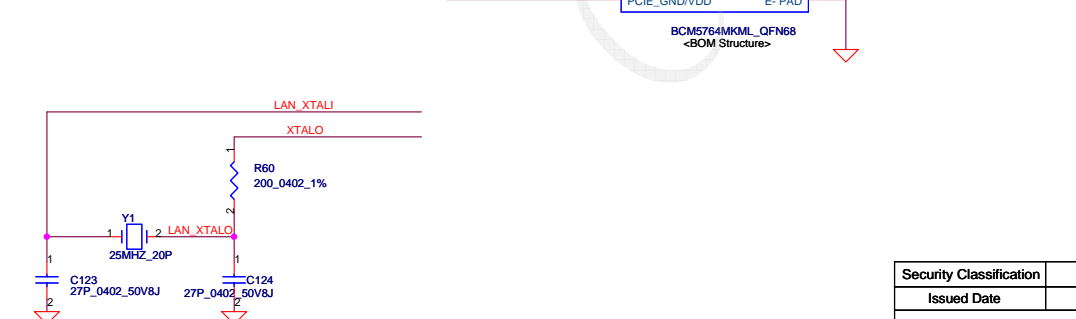 PCIE_GND/VDD
E- PAD
BCM5764MKML_QFN68
<BOM Structure>
LAN_XTALI
XTALO
1
R60
200_0402_1%
2
Y1
1
2
LAN_XTALO
25MHZ_20P
1
C123
27P_0402_50V8J
2
1
C124
27P_0402_50V8J
2
Security Classification
Issued Date